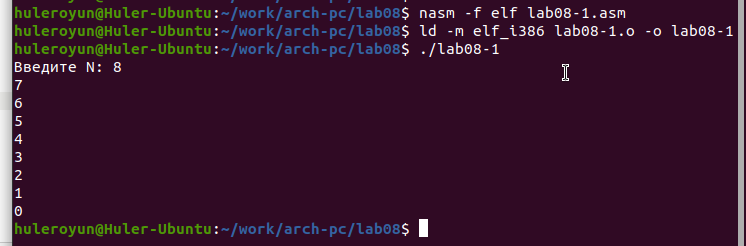 huleroyun@Huler-Ubuntu:~/work/arch-pc/lab08$ nasm -f elf lab08-1.asm
huleroyun@Huler-Ubuntu:~/work/arch-pc/lab08$ ld -m elf_i386 lab08-1.o -o lab08-1
huleroyun@Huler-Ubuntu:~/work/arch-pc/lab08$ ./lab08-1
Введите N: 8
7
6
5
4
3
2
1
0
huleroyun@Huler-Ubuntu:~/work/arch-pc/lab08$